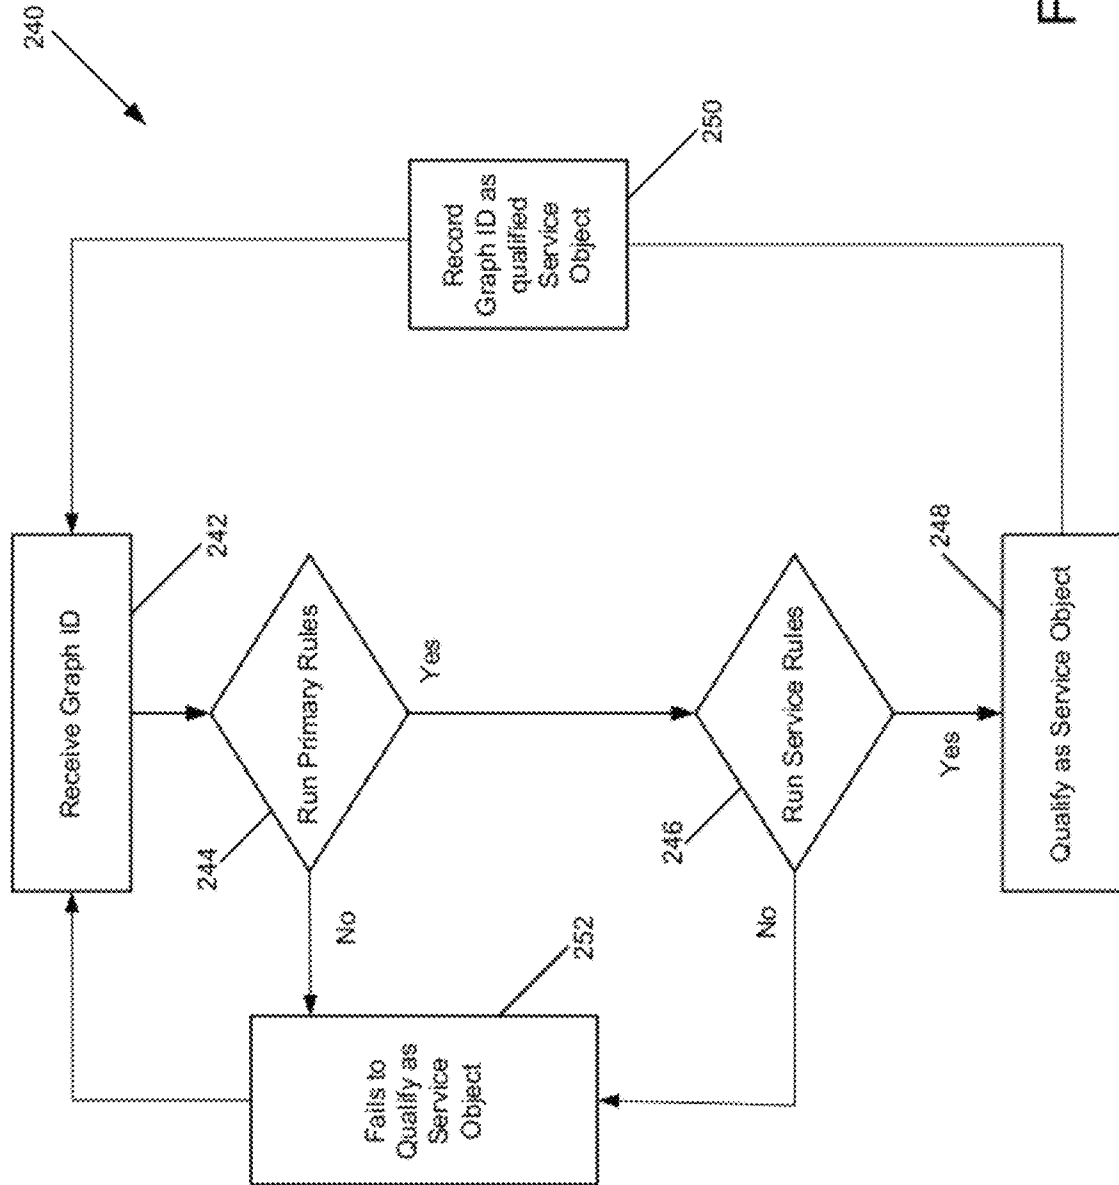 240
Receive Graph ID
242
Run Primary Rules
244
Yes
No
Fails to
Qualify as
Service
Object
252
Run Service Rules
246
No
Yes
Qualify as Service Object
248
Record
Graph ID as
qualified
Service
Object
250
F